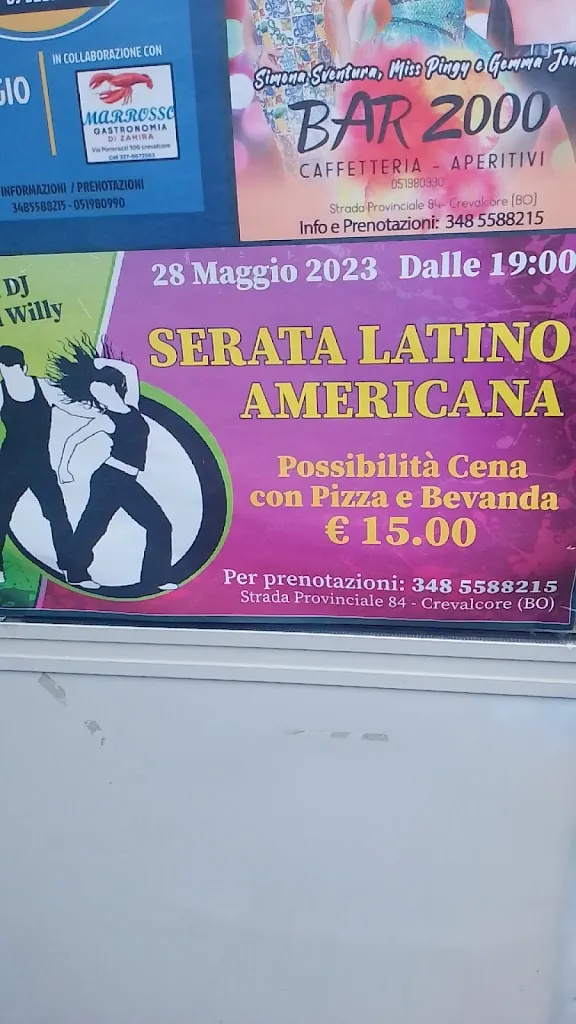 GIO
IN COLLABORAZIONE CON
MARROSSO
GASTRONOMIA
DI ZAHIRA
INFORMAZIONI / PRENOTAZIONI
3485588215 - 051980990
Simona Sventura, Miss Pingy e Gemma Jon
BAR 2000
CAFFETTERIA - APERITIVI
051980990
Strada Provinciale 84 - Crevalcore (BO)
Info e Prenotazioni: 348 5588215
DJ
Willy
28 Maggio 2023 Dalle 19:00
SERATA LATINO
AMERICANA
Possibilità Cena
con Pizza e Bevanda
€ 15.00
Per prenotazioni: 348 5588215
Strada Provinciale 84 - Crevalcore (BO)